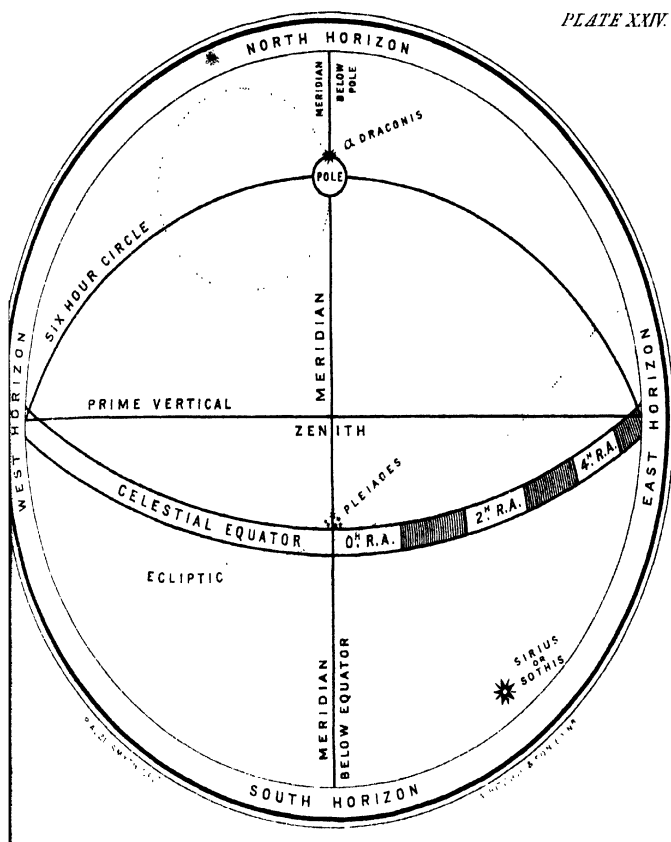 PLATE XXIV.
NORTH HORIZON
MERIDIAN
BELOW
POLE
α DRACONIS
POLE
SIX HOUR CIRCLE
MERIDIAN
WEST HORIZON
EAST HORIZON
PRIME VERTICAL
ZENITH
PLEIADES
CELESTIAL EQUATOR
0H. R.A.
2H. R.A.
4H. R.A.
ECLIPTIC
SIRIUS
OR
SOTHIS
MERIDIAN
BELOW EQUATOR
SOUTH HORIZON